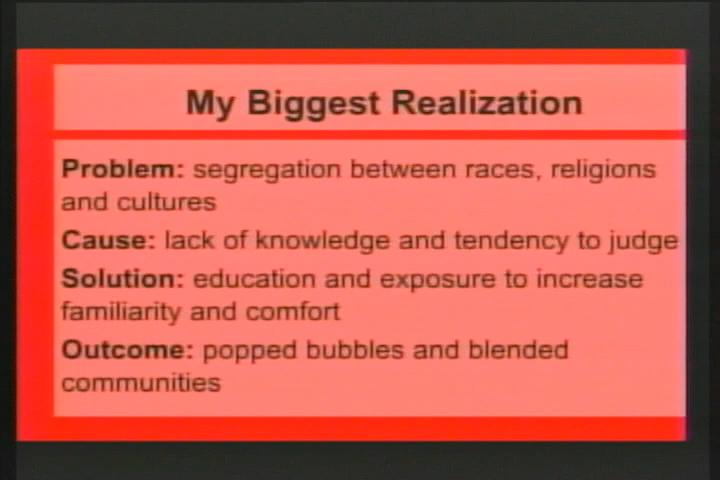 My Biggest Realization
Problem: segregation between races, religions
and cultures
Cause: lack of knowledge and tendency to judge
Solution: education and exposure to increase
familiarity and comfort
Outcome: popped bubbles and blended
communities